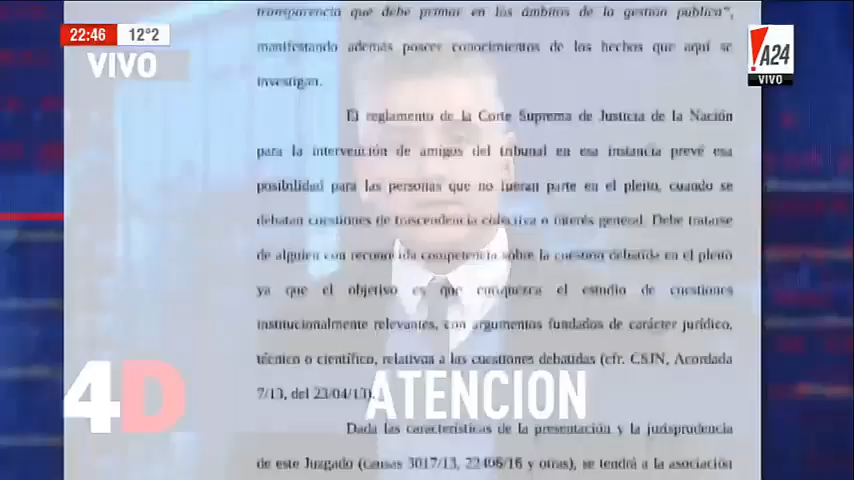 transparencia que debe primar en los ámbitos de la gestión pública",
22:46 12°2
A24
manifestando además poseer conocimientos de los hechos que aquí se
VIVO
VIVO
investigan.
El reglamento de la Corte Suprema de Justicia de la Nación
para la intervención de amigos del tribunal en esa instancia prevé esa
posibilidad para las personas que no fueran parte en el pleito, cuando se
debatan cuestiones de trascendencia colectiva o interés general. Debe tratarse
de alguien con reconocida competencia sobre la cuestión debatida en el pleito
ya que el objetivo es que enriquezca el estudio de cuestiones
institucionalmente relevantes, con argumentos fundados de carácter jurídico,
técnico o científico, relativas a las cuestiones debatidas (cfr. CSJN, Acordada
7/13, del 23/04/13).
4D ATENCION
Dada las características de la presentación y la jurisprudencia
de este Juzgado (causas 3017/13, 22406/16 y otras), se tendrá a la asociación